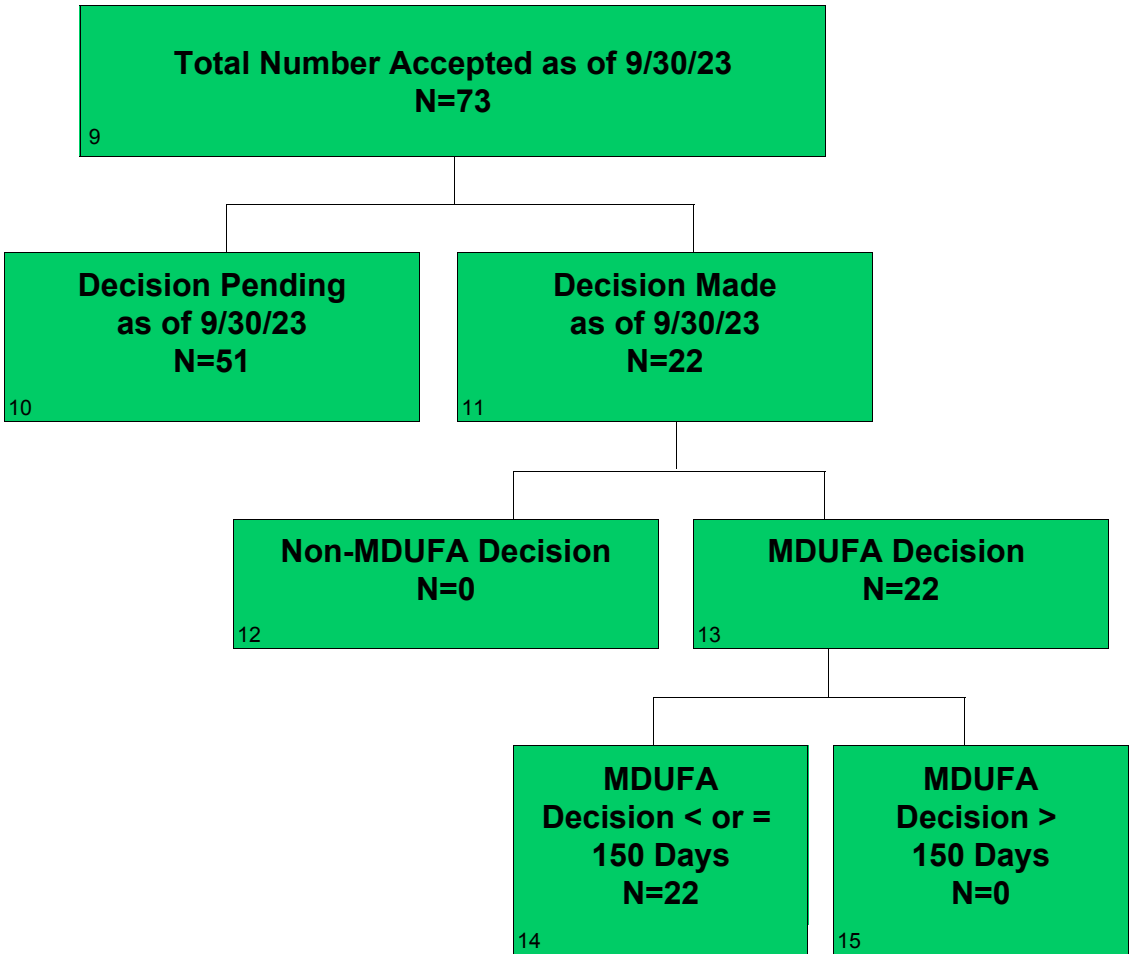 Total Number Accepted as of 9/30/23
N=73
9
Decision Pending
as of 9/30/23
N=51
10
Decision Made
as of 9/30/23
N=22
11
Non-MDUFA Decision
N=0
12
MDUFA Decision
N=22
13
MDUFA
Decision < or =
150 Days
N=22
14
MDUFA
Decision >
150 Days
N=0
15